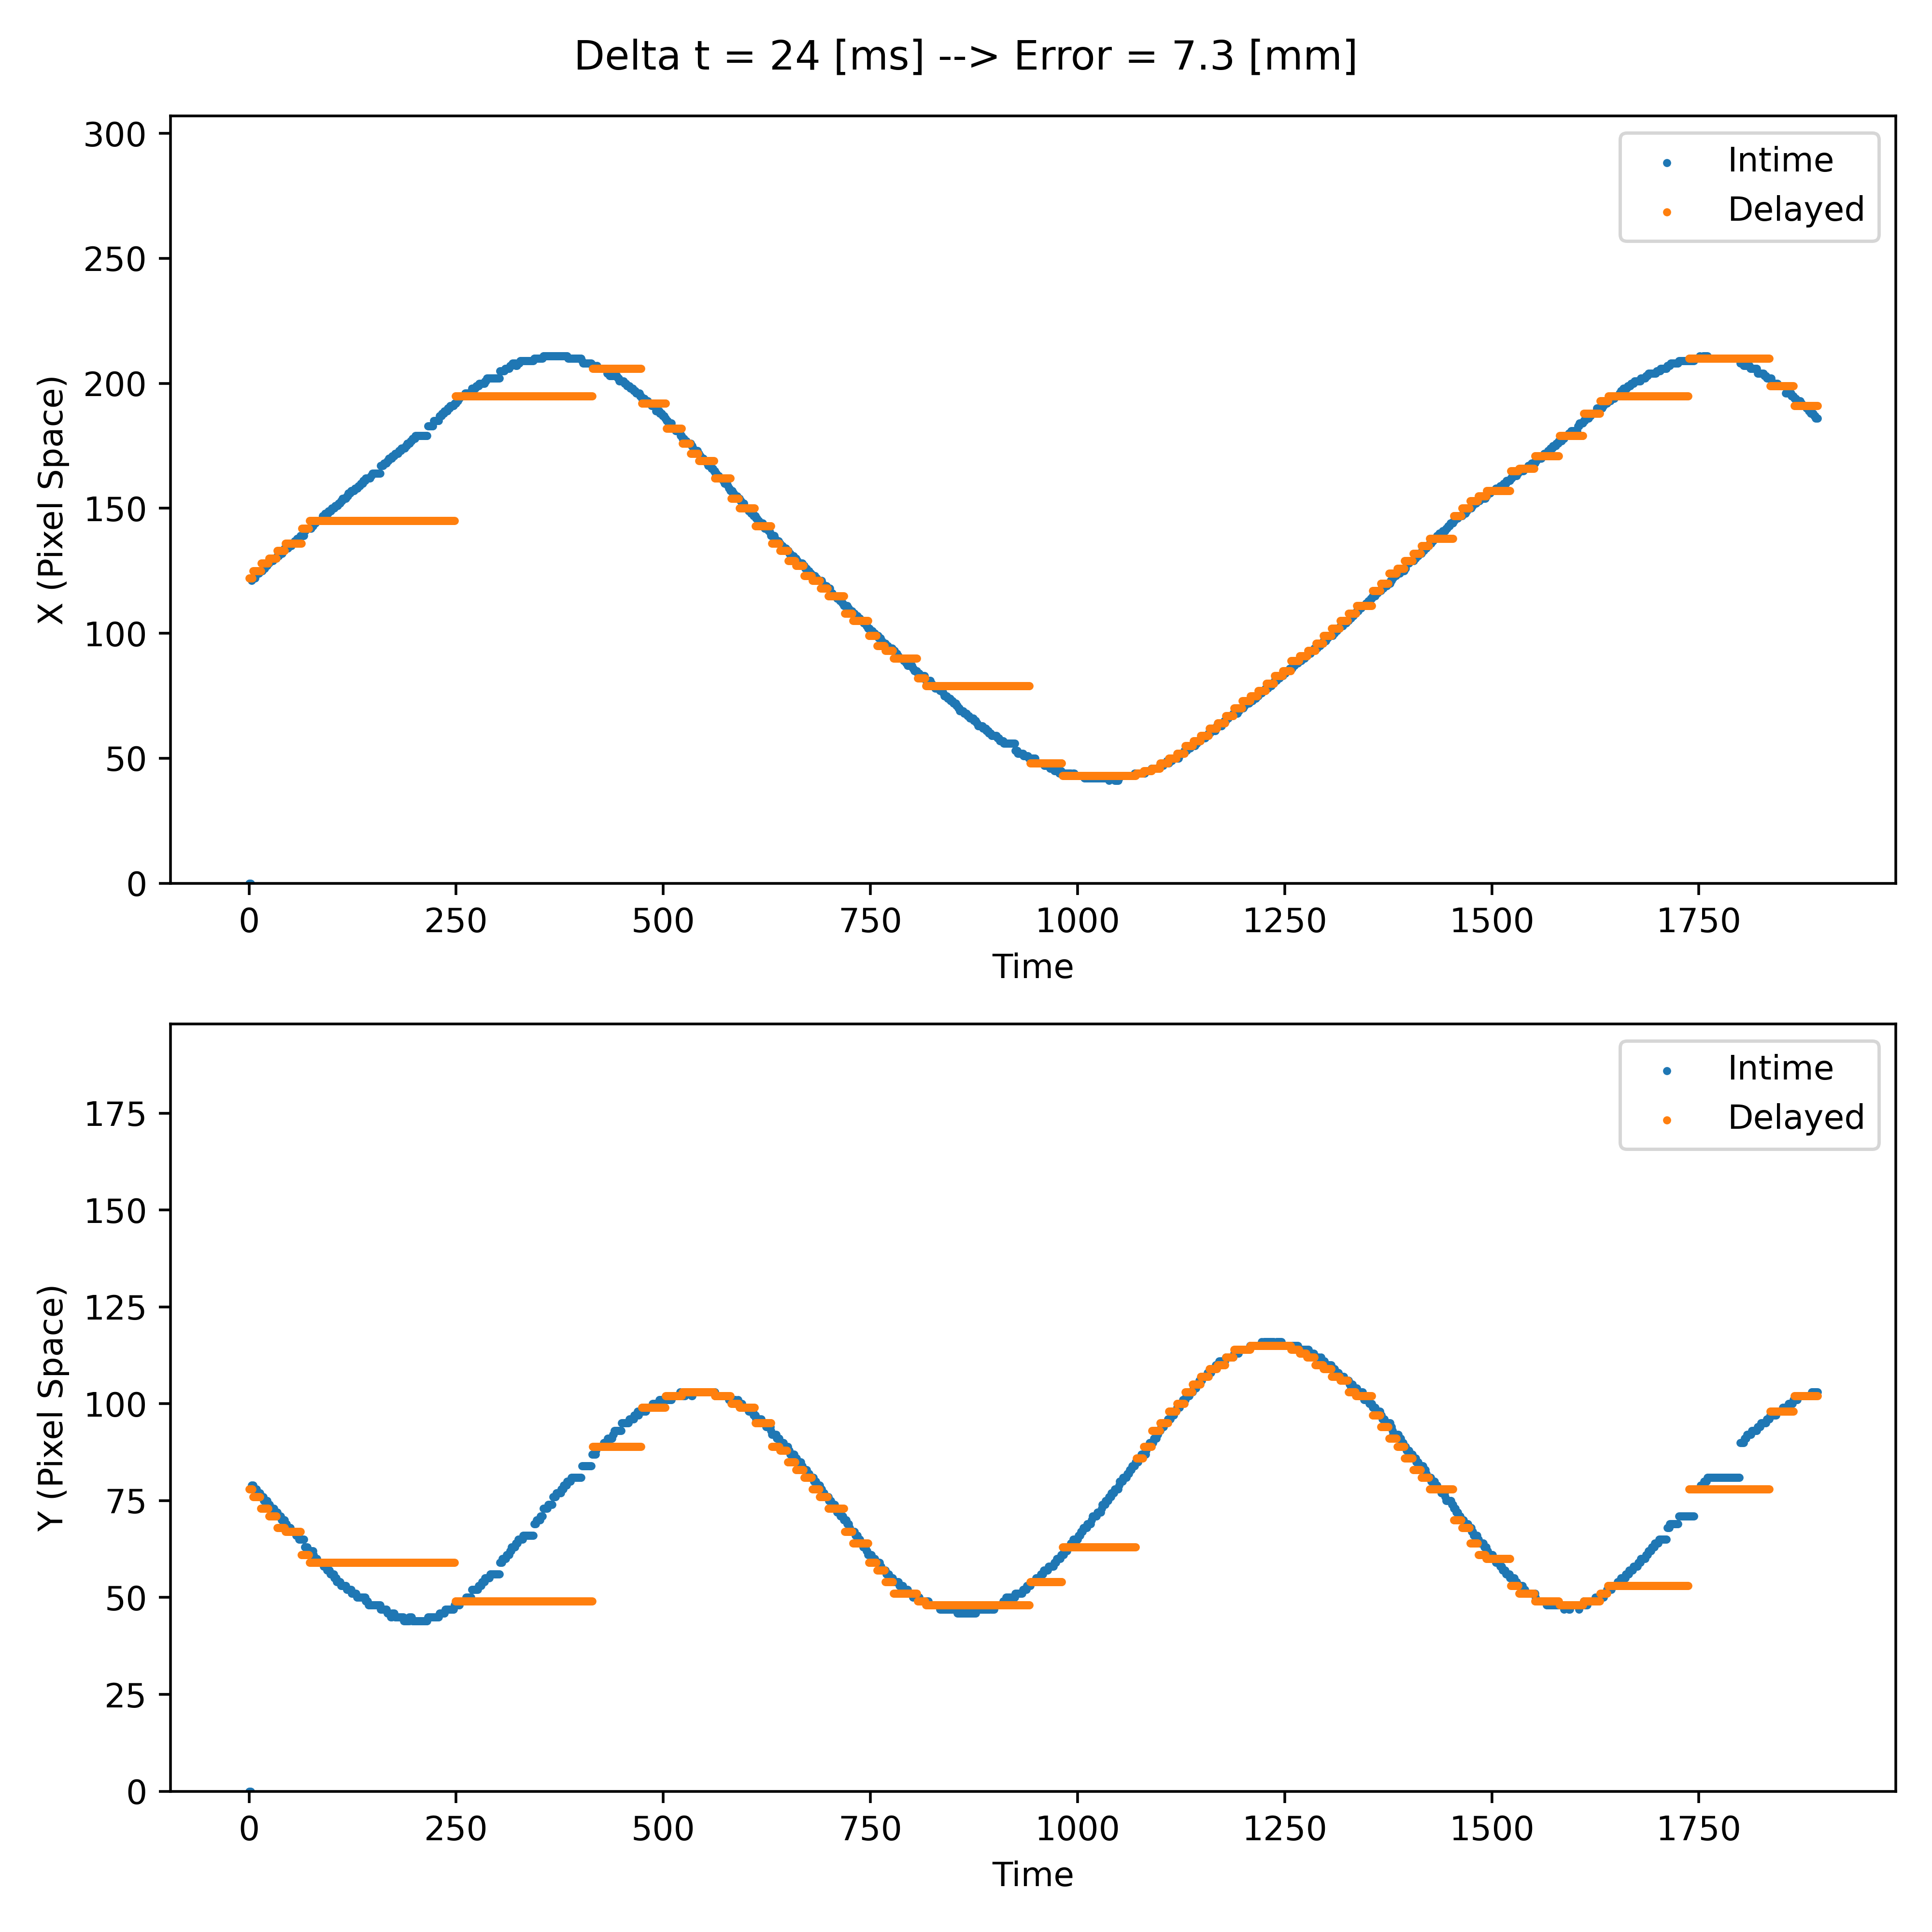 Delta t = 24 [ms] --> Error = 7.3 [mm]
300
250
200
150
100
50
0
X (Pixel Space)
Intime
Delayed
0 250 500 750 1000 1250 1500 1750
Time
175
150
125
100
75
50
25
0
Y (Pixel Space)
Intime
Delayed
0 250 500 750 1000 1250 1500 1750
Time